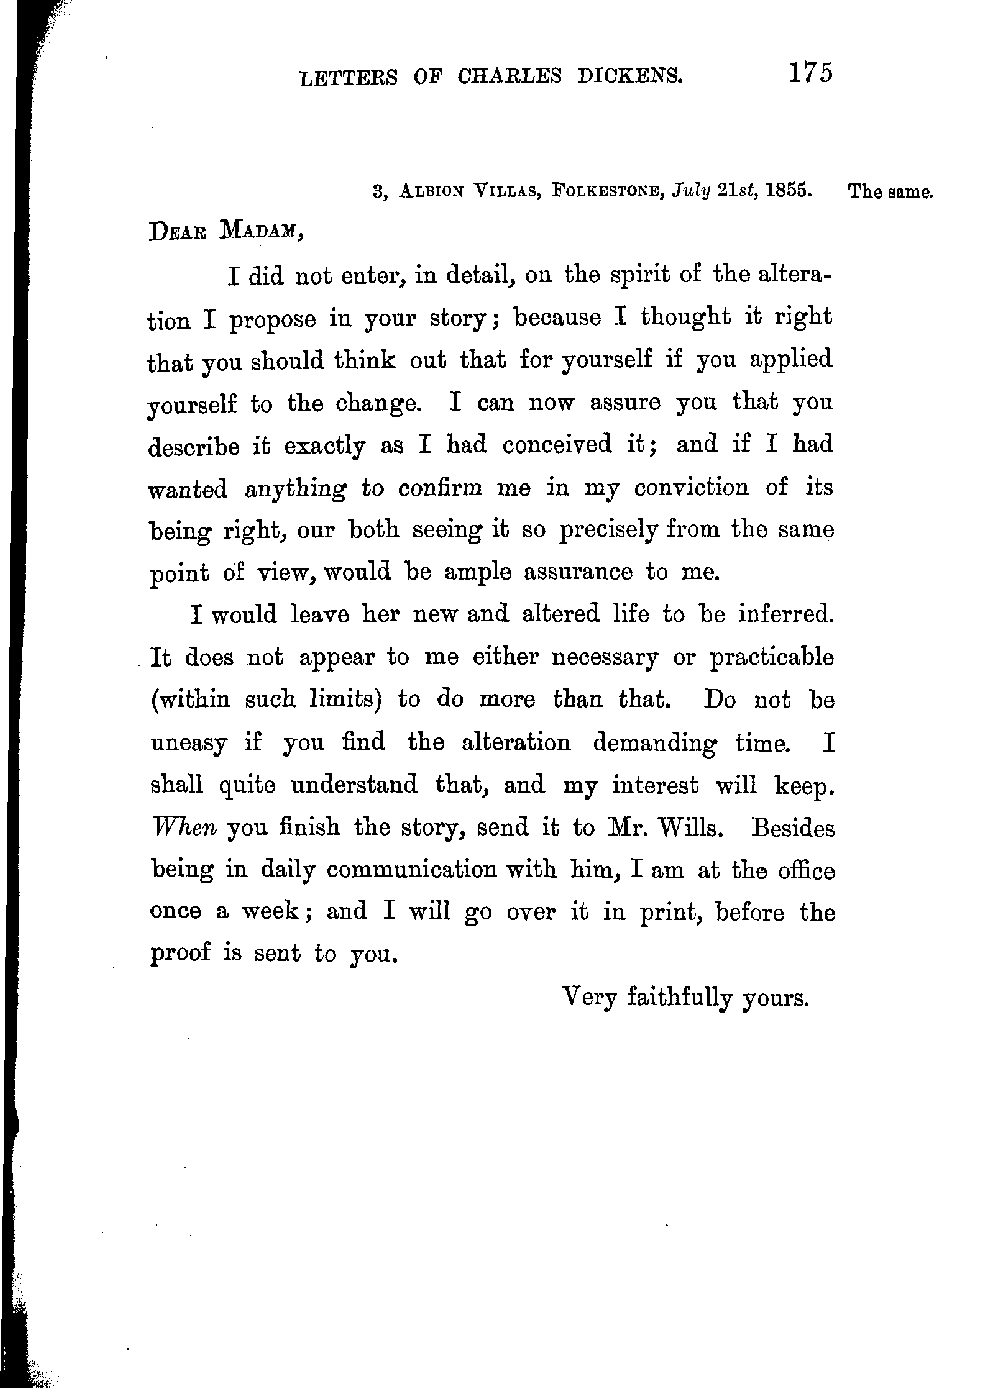 LETTERS OF CHARLES DICKENS. 175
3, ALBION VILLAS, FOLKESTONE, July 21st, 1855. The same.
DEAR MADAM,
I did not enter, in detail, on the spirit of the altera-
tion I propose in your story; because I thought it right
that you should think out that for yourself if you applied
yourself to the change. I can now assure you that you
describe it exactly as I had conceived it; and if I had
wanted anything to confirm me in my conviction of its
being right, our both seeing it so precisely from the same
point of view, would be ample assurance to me.
I would leave her new and altered life to be inferred.
It does not appear to me either necessary or practicable
(within such limits) to do more than that. Do not be
uneasy if you find the alteration demanding time. I
shall quite understand that, and my interest will keep.
When you finish the story, send it to Mr. Wills. Besides
being in daily communication with him, I am at the office
once a week; and I will go over it in print, before the
proof is sent to you.
Very faithfully yours.